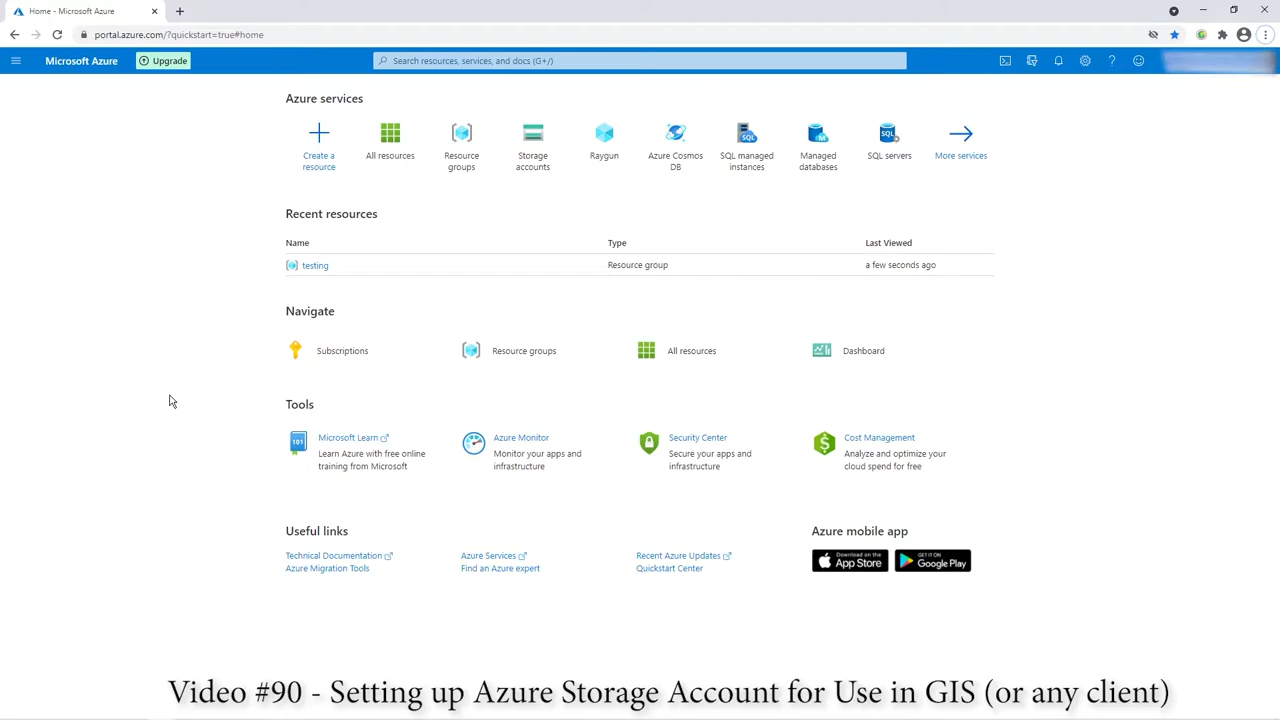 Home - Microsoft Azure
portal.azure.com/?quickstart=true#home
Microsoft Azure
Upgrade
Search resources, services, and docs (G+/)
Azure services
Create a resource
All resources
Resource groups
Storage accounts
Raygun
Azure Cosmos DB
SQL managed instances
Managed databases
SQL servers
More services
Recent resources
Name Type Last Viewed
testing Resource group a few seconds ago
Navigate
Subscriptions Resource groups All resources Dashboard
Tools
Microsoft Learn
Learn Azure with free online
training from Microsoft
Azure Monitor
Monitor your apps and
infrastructure
Security Center
Secure your apps and
infrastructure
Cost Management
Analyze and optimize your
cloud spend for free
Useful links
Technical Documentation Azure Services Recent Azure Updates
Azure Migration Tools Find an Azure expert Quickstart Center
Azure mobile app
Download on the
App Store
GET IT ON
Google Play
Video #90 - Setting up Azure Storage Account for Use in GIS (or any client)